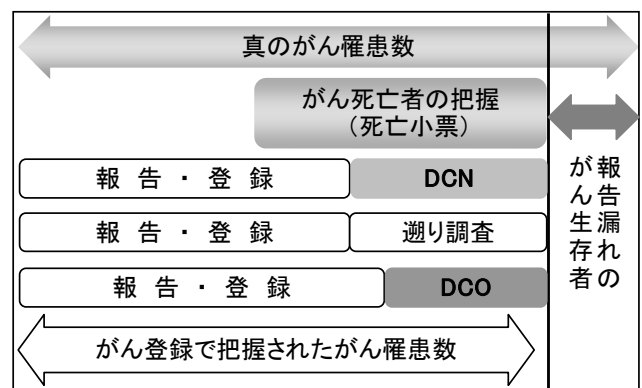 真のがん罹患数
がん死亡者の把握
（死亡小票）
報告・登録
DCN
報告・登録
遡り調査
報告・登録
DCO
がん登録で把握されたがん罹患数
報告漏れの
がん生存者